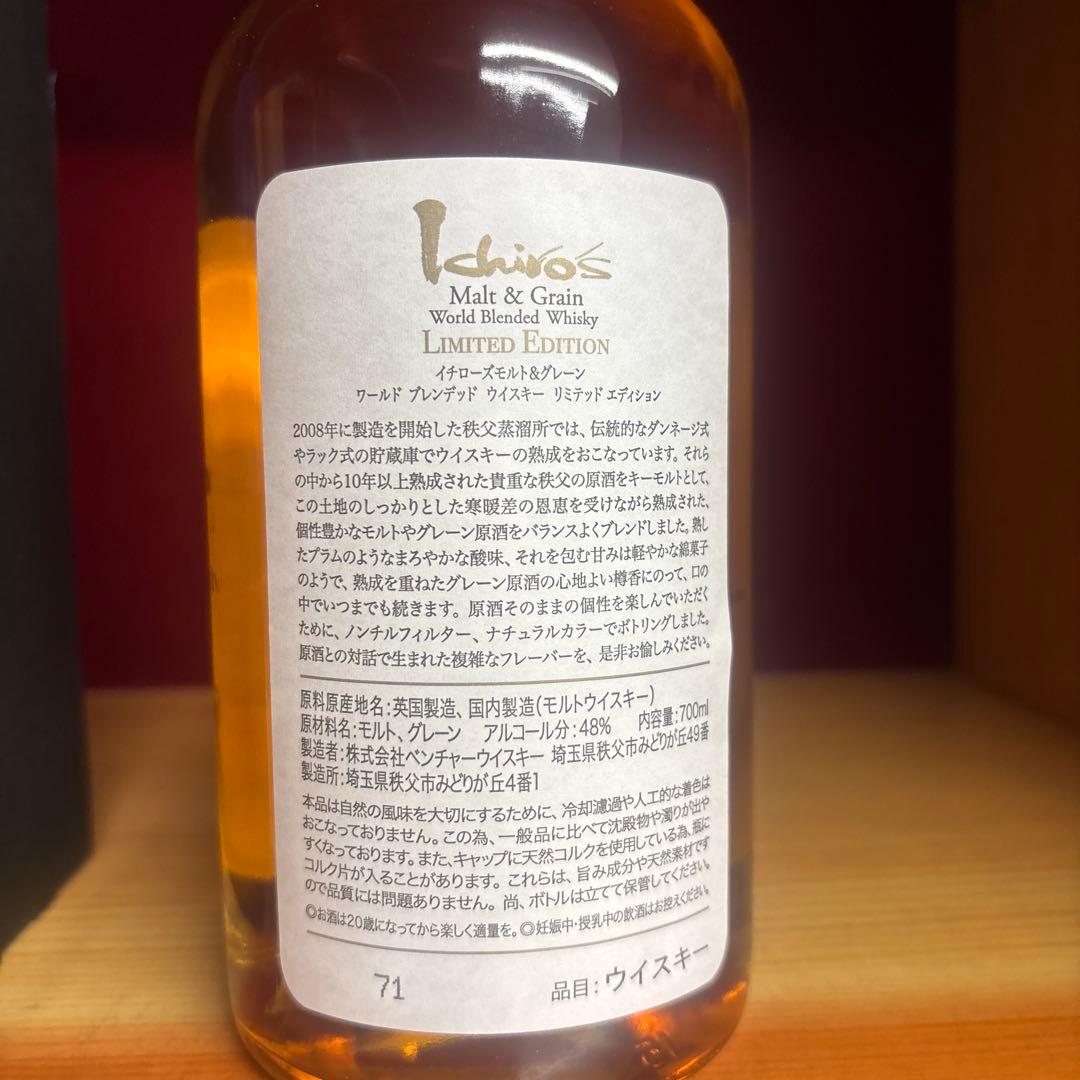 Ichiro's
Malt & Grain
World Blended Whisky
LIMITED EDITION
イチローズモルト&グレーン
ワールド ブレンデッド ウイスキー リミテッド エディション
2008年に製造を開始した秩父蒸溜所では、伝統的なダンネージ式
やラック式の貯蔵庫でウイスキーの熟成をおこなっています。それら
の中から10年以上熟成された貴重な秩父の原酒をキーモルトとして、
この土地のしっかりとした寒暖差の恩恵を受けながら熟成された、
個性豊かなモルトやグレーン原酒をバランスよくブレンドしました。熟し
たプラムのようなまろやかな酸味、それを包む甘みは軽やかな綿菓子
のようで、熟成を重ねたグレーン原酒の心地よい樽香にのって、口の
中でいつまでも続きます。原酒そのままの個性を楽しんでいただく
ために、ノンチルフィルター、ナチュラルカラーでボトリングしました。
原酒との対話で生まれた複雑なフレーバーを、是非お愉しみください。
原料原産地名:英国製造、国内製造(モルトウイスキー)
原材料名:モルト、グレーン アルコール分:48% 内容量:700ml
製造者:株式会社ベンチャーウイスキー 埼玉県秩父市みどりが丘49番
製造所:埼玉県秩父市みどりが丘4番1
本品は自然の風味を大切にするために、冷却濾過や人工的な着色は
おこなっておりません。この為、一般品に比べて沈殿物や濁りが出や
すくなっております。また、キャップに天然コルクを使用している為、瓶に
コルク片が入ることがあります。これらは、旨み成分や天然素材です
ので品質には問題ありません。尚、ボトルは立てて保管してください。
◎お酒は20歳になってから楽しく適量を。◎妊娠中・授乳中の飲酒はお控えください。
71 品目:ウイスキー